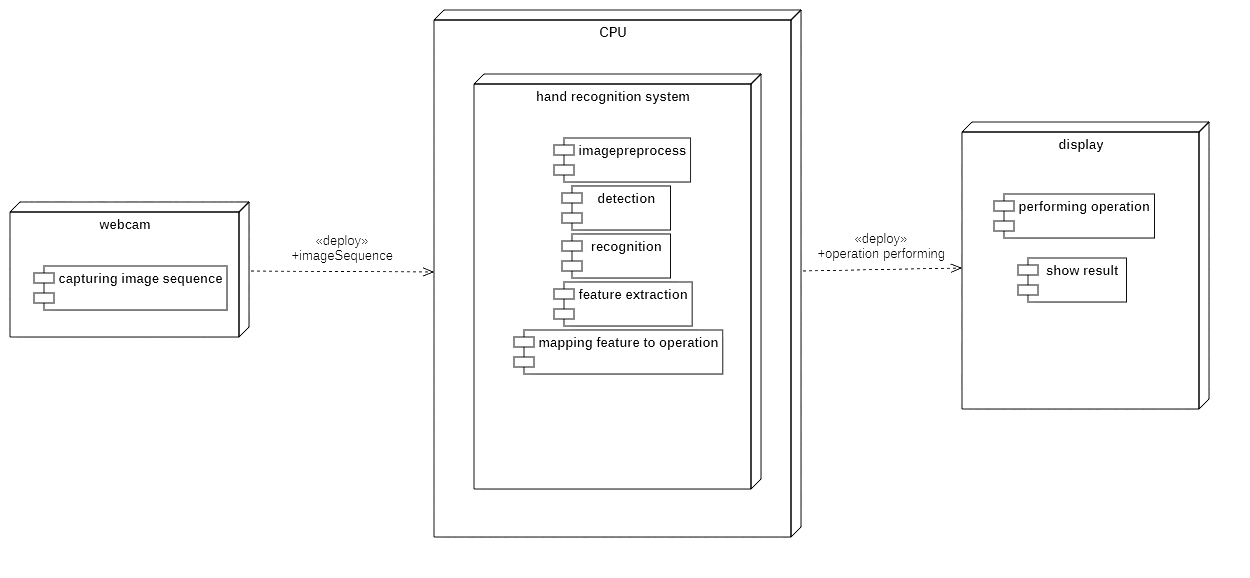 CPU
hand recognition system
imagepreprocess
detection
recognition
feature extraction
mapping feature to operation
webcam
capturing image sequence
«deploy»
+imageSequence
«deploy»
+operation performing
display
performing operation
show result